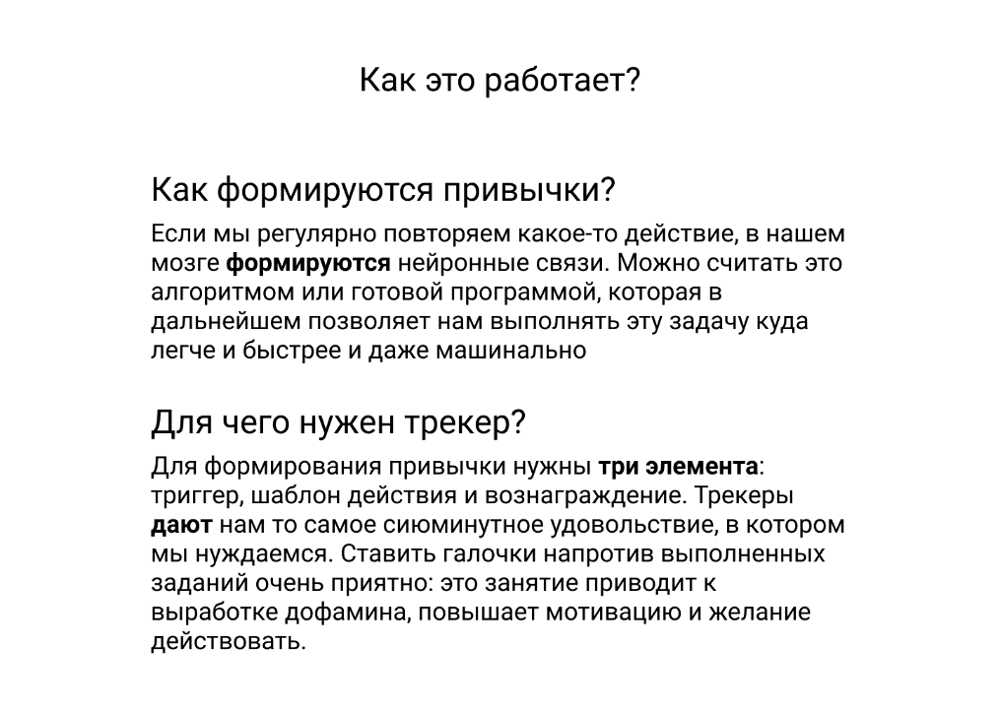 Как это работает?
Как формируются привычки?
Если мы регулярно повторяем какое-то действие, в нашем
мозге формируются нейронные связи. Можно считать это
алгоритмом или готовой программой, которая в
дальнейшем позволяет нам выполнять эту задачу куда
легче и быстрее и даже машинально
Для чего нужен трекер?
Для формирования привычки нужны три элемента:
триггер, шаблон действия и вознаграждение. Трекеры
дают нам то самое сиюминутное удовольствие, в котором
мы нуждаемся. Ставить галочки напротив выполненных
заданий очень приятно: это занятие приводит к
выработке дофамина, повышает мотивацию и желание
действовать.